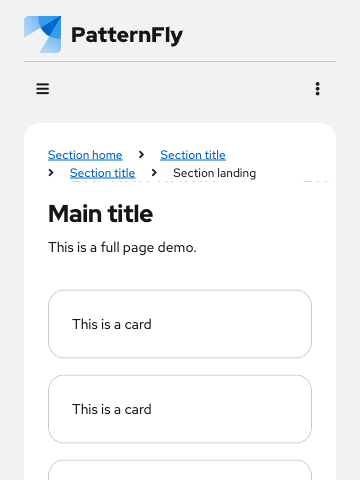 PatternFly
Section home > Section title
> Section title > Section landing
Main title
This is a full page demo.
This is a card
This is a card